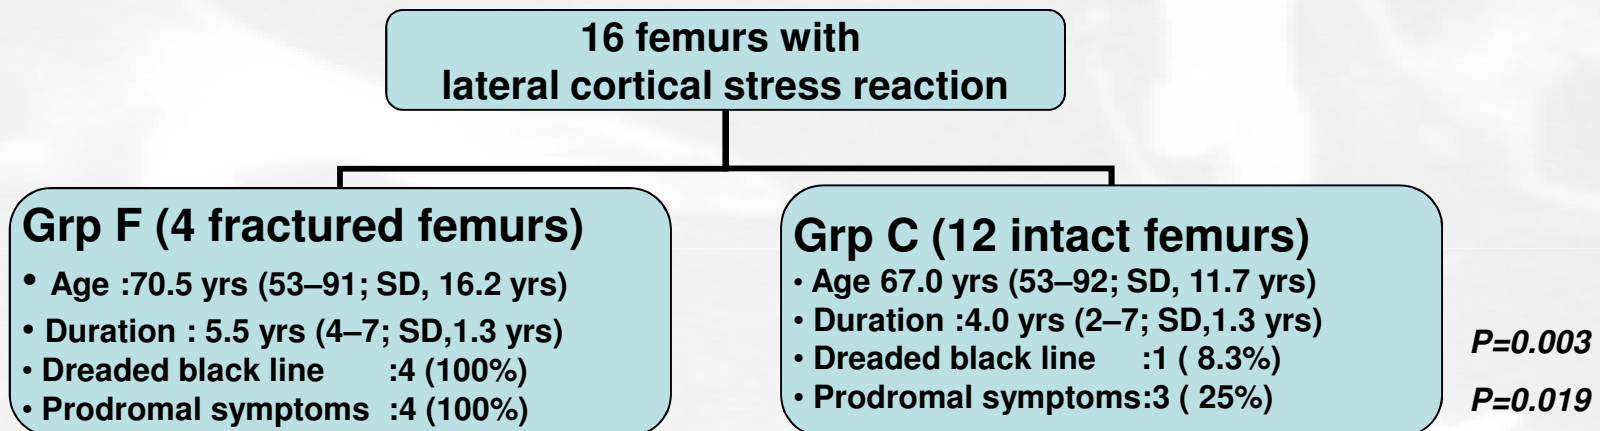 16 femurs with
lateral cortical stress reaction
Grp F (4 fractured femurs)
• Age :70.5 yrs (53–91; SD, 16.2 yrs)
• Duration : 5.5 yrs (4–7; SD,1.3 yrs)
• Dreaded black line :4 (100%)
• Prodromal symptoms :4 (100%)
Grp C (12 intact femurs)
• Age 67.0 yrs (53–92; SD, 11.7 yrs)
• Duration :4.0 yrs (2–7; SD,1.3 yrs)
• Dreaded black line :1 ( 8.3%)
• Prodromal symptoms:3 ( 25%)
P=0.003
P=0.019